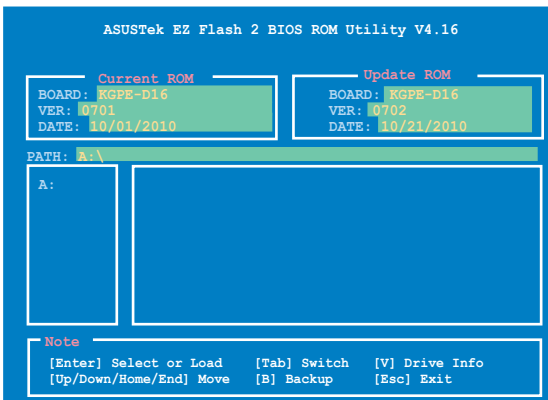 ASUSTek EZ Flash 2 BIOS ROM Utility V4.16
Current ROM
BOARD: KGPE-D16
VER: 0701
DATE: 10/01/2010
Update ROM
BOARD: KGPE-D16
VER: 0702
DATE: 10/21/2010
PATH: A:\
A:
Note
[Enter] Select or Load [Tab] Switch [V] Drive Info
[Up/Down/Home/End] Move [B] Backup [Esc] Exit